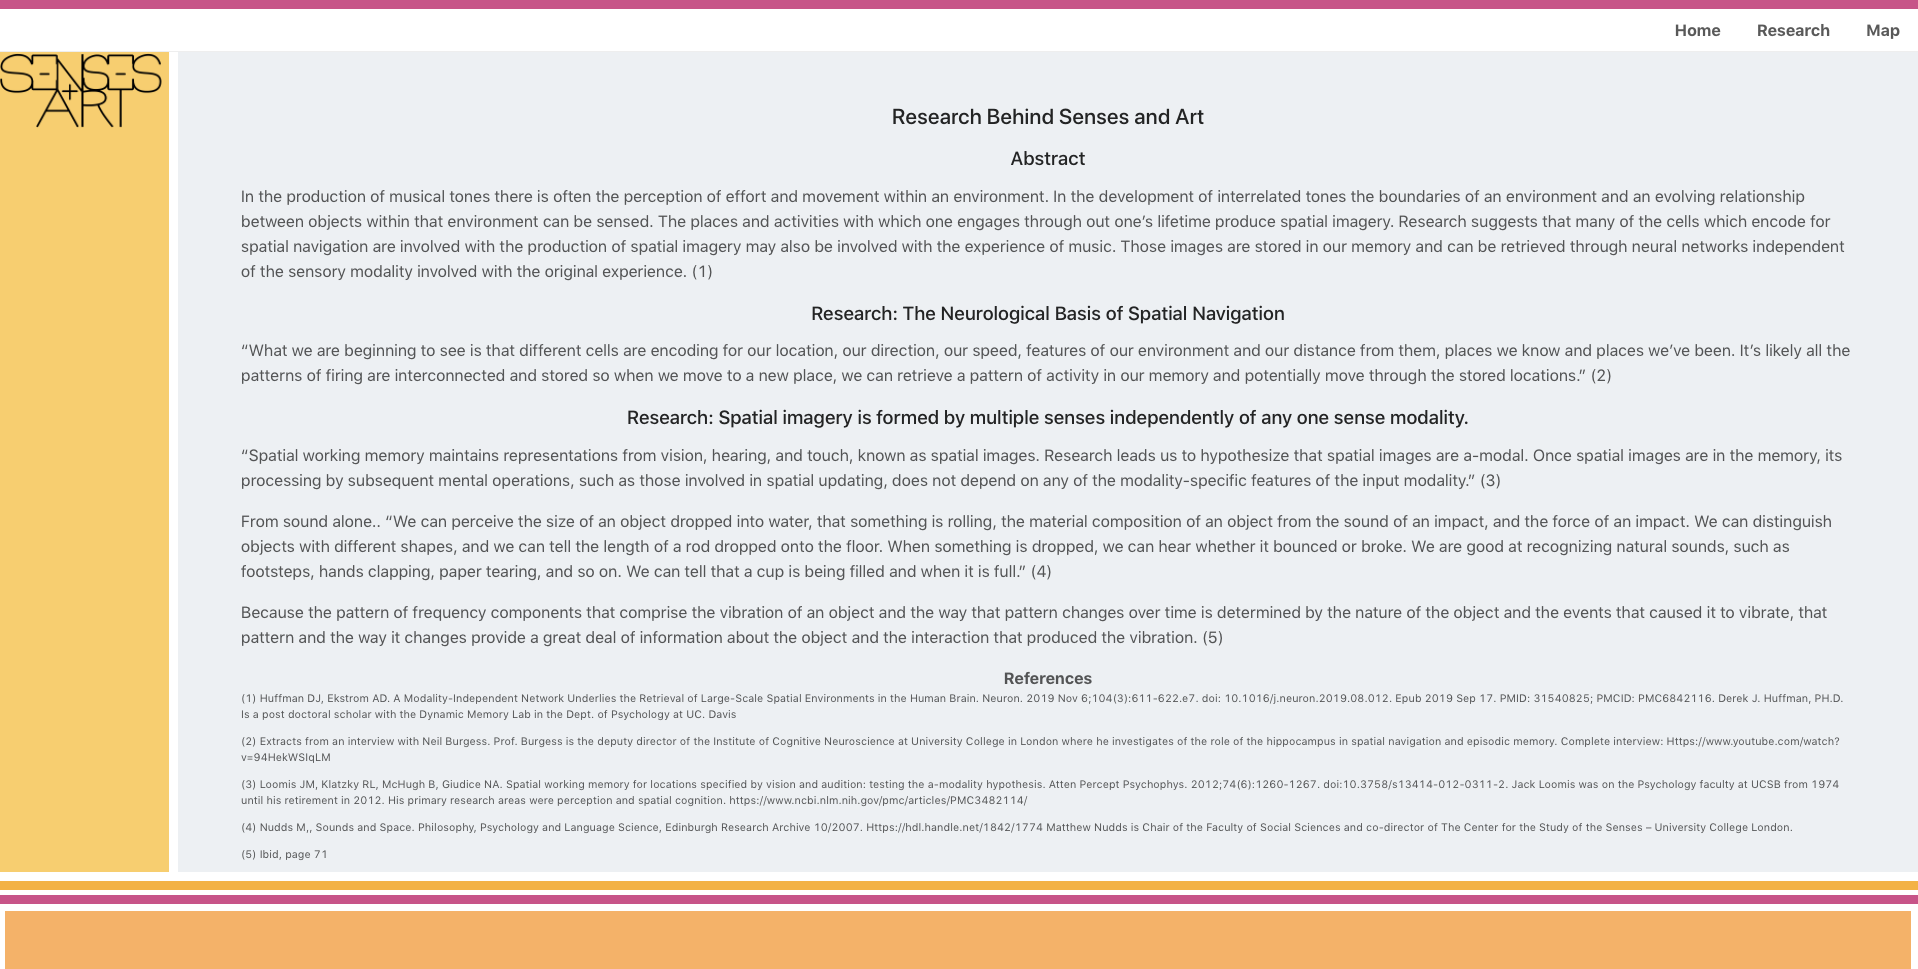 Home Research Map
SENSES
+
ART
Research Behind Senses and Art
Abstract
In the production of musical tones there is often the perception of effort and movement within an environment. In the development of interrelated tones the boundaries of an environment and an evolving relationship
between objects within that environment can be sensed. The places and activities with which one engages through out one’s lifetime produce spatial imagery. Research suggests that many of the cells which encode for
spatial navigation are involved with the production of spatial imagery may also be involved with the experience of music. Those images are stored in our memory and can be retrieved through neural networks independent
of the sensory modality involved with the original experience. (1)
Research: The Neurological Basis of Spatial Navigation
“What we are beginning to see is that different cells are encoding for our location, our direction, our speed, features of our environment and our distance from them, places we know and places we’ve been. It’s likely all the
patterns of firing are interconnected and stored so when we move to a new place, we can retrieve a pattern of activity in our memory and potentially move through the stored locations.” (2)
Research: Spatial imagery is formed by multiple senses independently of any one sense modality.
“Spatial working memory maintains representations from vision, hearing, and touch, known as spatial images. Research leads us to hypothesize that spatial images are a-modal. Once spatial images are in the memory, its
processing by subsequent mental operations, such as those involved in spatial updating, does not depend on any of the modality-specific features of the input modality.” (3)
From sound alone.. “We can perceive the size of an object dropped into water, that something is rolling, the material composition of an object from the sound of an impact, and the force of an impact. We can distinguish
objects with different shapes, and we can tell the length of a rod dropped onto the floor. When something is dropped, we can hear whether it bounced or broke. We are good at recognizing natural sounds, such as
footsteps, hands clapping, paper tearing, and so on. We can tell that a cup is being filled and when it is full.” (4)
Because the pattern of frequency components that comprise the vibration of an object and the way that pattern changes over time is determined by the nature of the object and the events that caused it to vibrate, that
pattern and the way it changes provide a great deal of information about the object and the interaction that produced the vibration. (5)
References
(1) Huffman DJ, Ekstrom AD. A Modality-Independent Network Underlies the Retrieval of Large-Scale Spatial Environments in the Human Brain. Neuron. 2019 Nov 6;104(3):611-622.e7. doi: 10.1016/j.neuron.2019.08.012. Epub 2019 Sep 17. PMID: 31540825; PMCID: PMC6842116. Derek J. Huffman, PH.D.
Is a post doctoral scholar with the Dynamic Memory Lab in the Dept. of Psychology at UC. Davis
(2) Extracts from an interview with Neil Burgess. Prof. Burgess is the deputy director of the Institute of Cognitive Neuroscience at University College in London where he investigates of the role of the hippocampus in spatial navigation and episodic memory. Complete interview: Https://www.youtube.com/watch?
v=94HekWSIqLM
(3) Loomis JM, Klatzky RL, McHugh B, Giudice NA. Spatial working memory for locations specified by vision and audition: testing the a-modality hypothesis. Atten Percept Psychophys. 2012;74(6):1260-1267. doi:10.3758/s13414-012-0311-2. Jack Loomis was on the Psychology faculty at UCSB from 1974
until his retirement in 2012. His primary research areas were perception and spatial cognition. https://www.ncbi.nlm.nih.gov/pmc/articles/PMC3482114/
(4) Nudds M,, Sounds and Space. Philosophy, Psychology and Language Science, Edinburgh Research Archive 10/2007. Https://hdl.handle.net/1842/1774 Matthew Nudds is Chair of the Faculty of Social Sciences and co-director of The Center for the Study of the Senses – University College London.
(5) Ibid, page 71